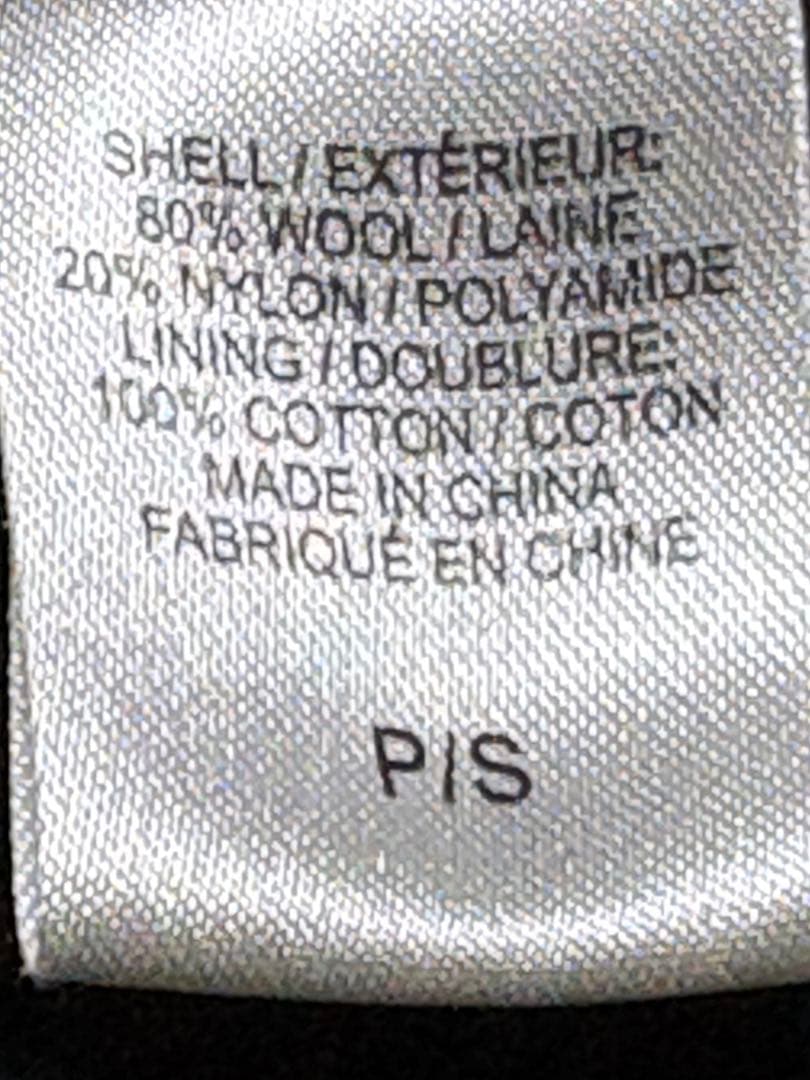 SHELL / EXTÉRIEUR:
80% WOOL / LAINE
20% NYLON / POLYAMIDE
LINING / DOUBLURE:
100% COTTON / COTON
MADE IN CHINA
FABRIQUÉ EN CHINE
P/S